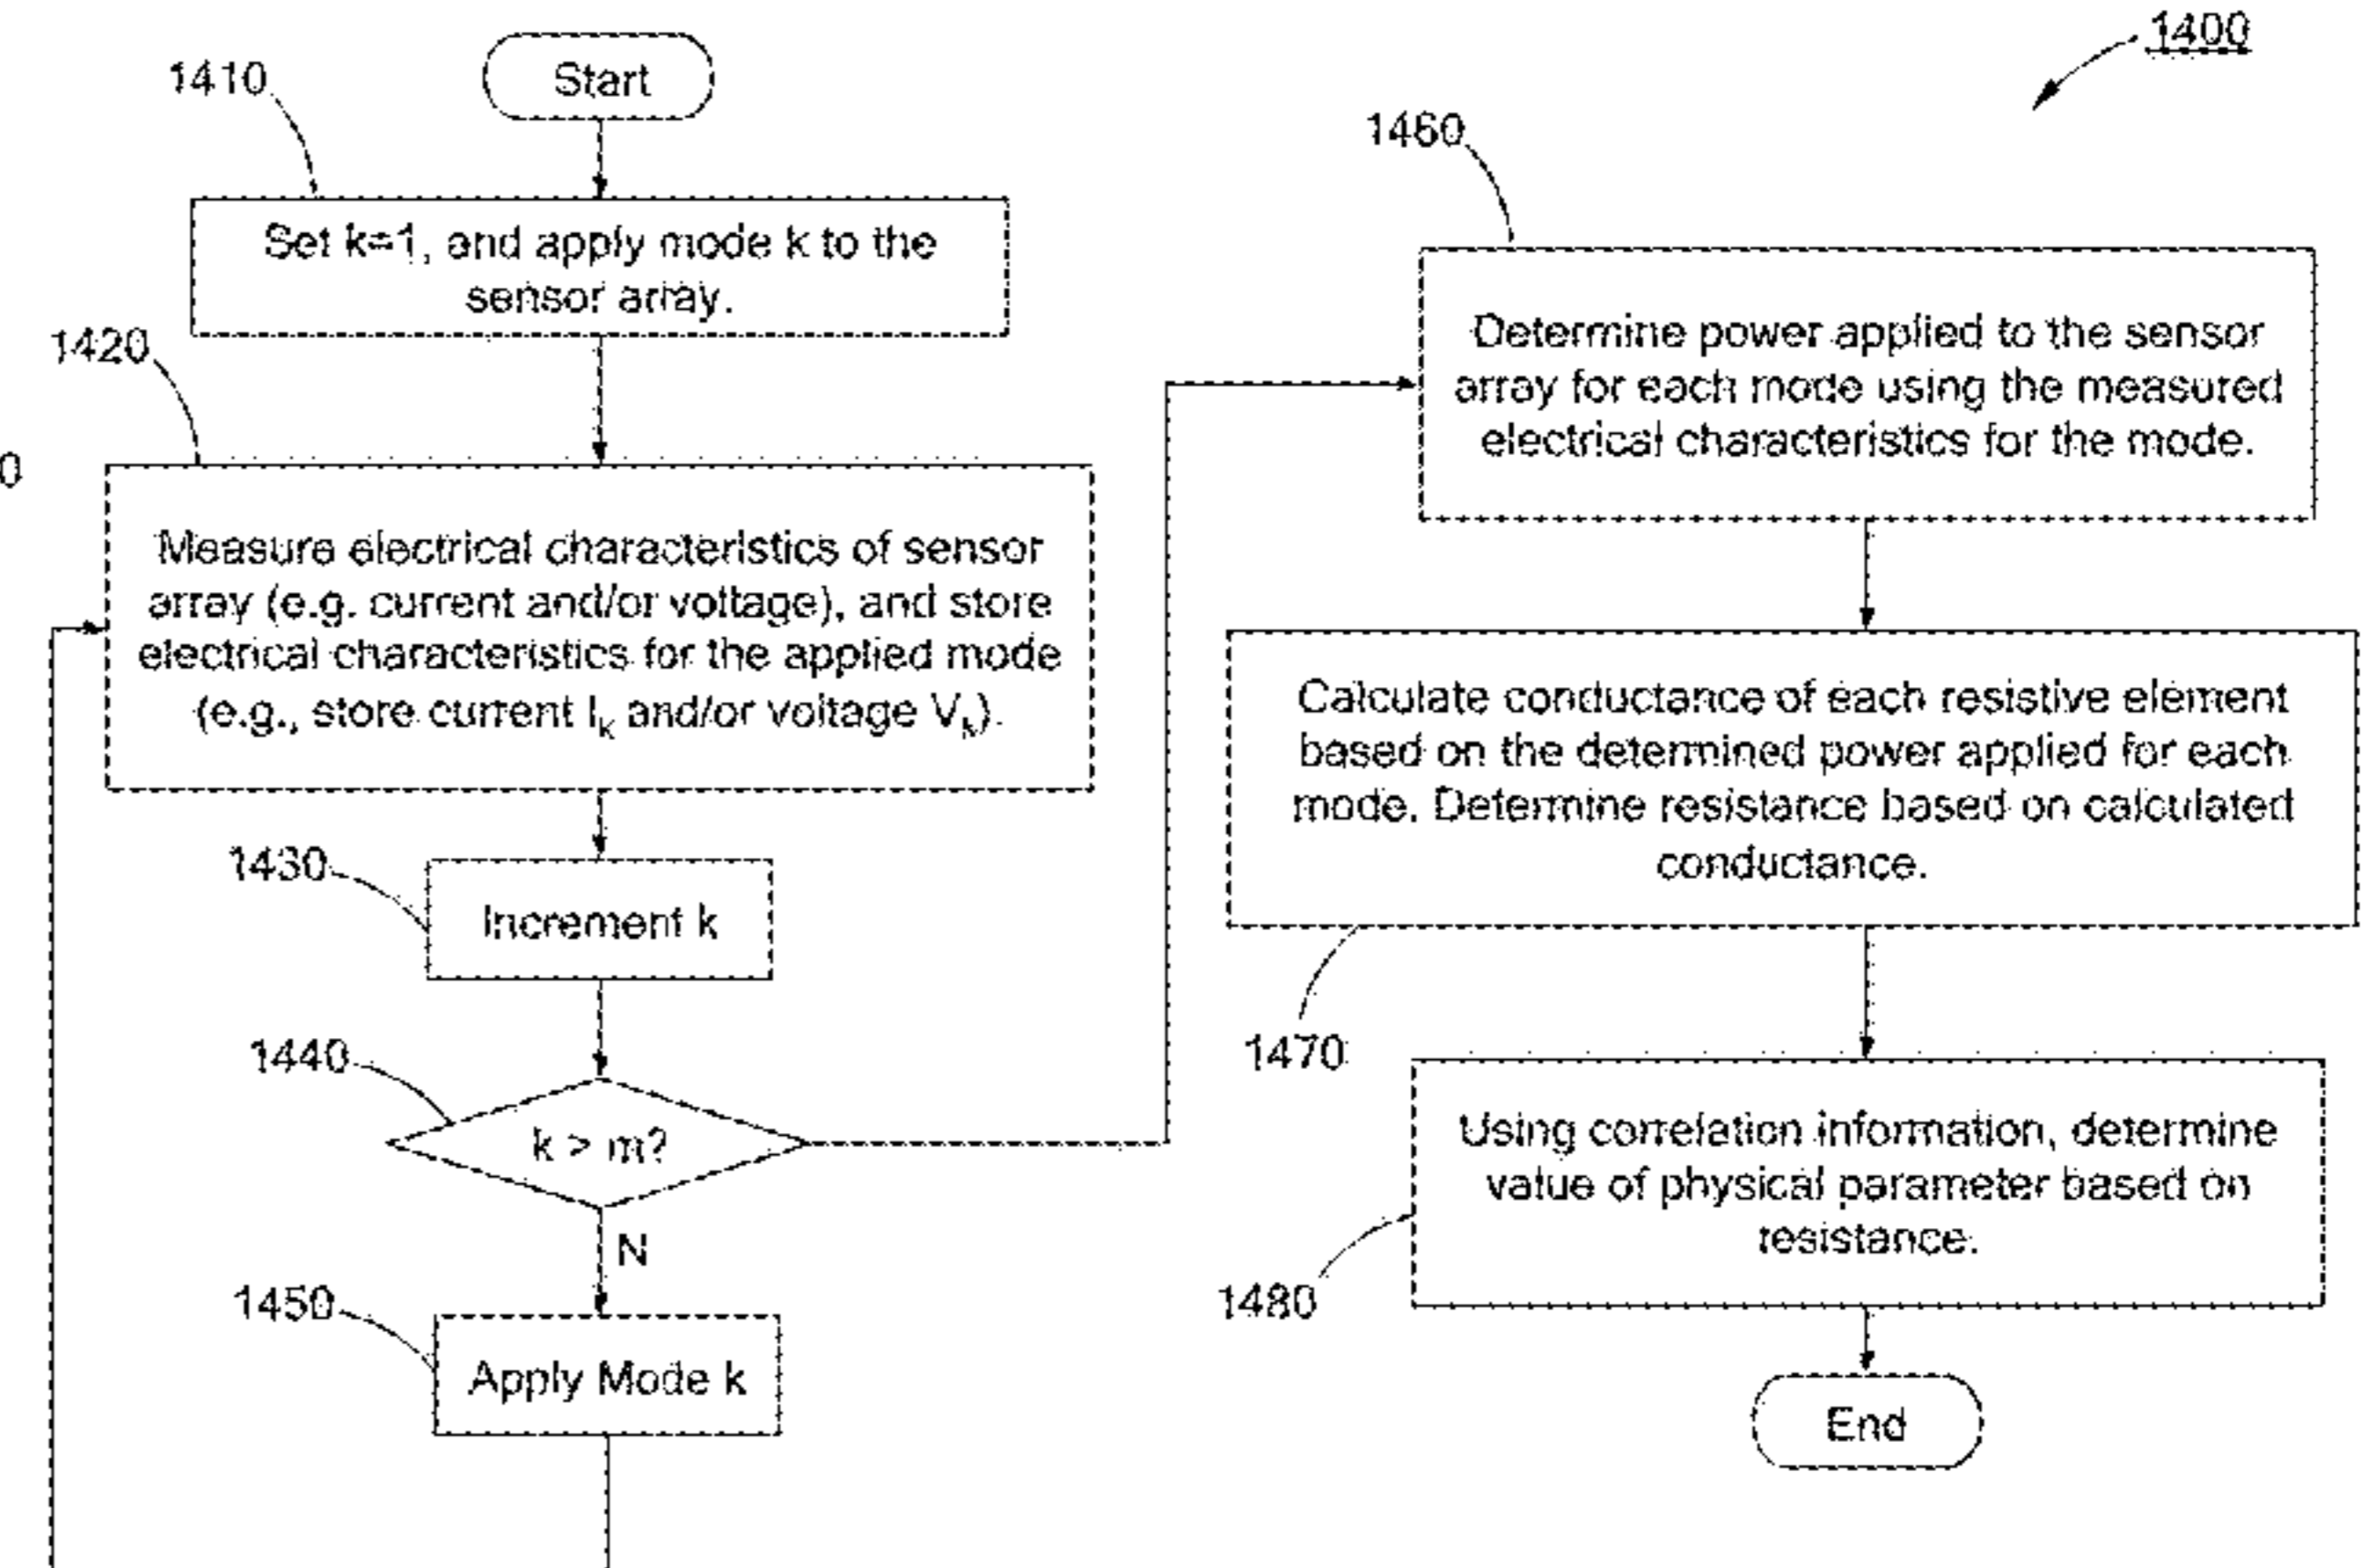 1400
1410
Start
Set k=1, and apply mode k to the
sensor array.
1420
0
Measure electrical characteristics of sensor
array (e.g. current and/or voltage), and store
electrical characteristics for the applied mode
(e.g., store current Iₖ and/or voltage Vₖ).
1430
Increment k
1440
k > m?
N
1450
Apply Mode k
1460
Determine power applied to the sensor
array for each mode using the measured
electrical characteristics for the mode.
Calculate conductance of each resistive element
based on the determined power applied for each
mode. Determine resistance based on calculated
conductance.
1470
Using correlation information, determine
value of physical parameter based on
resistance.
1480
End